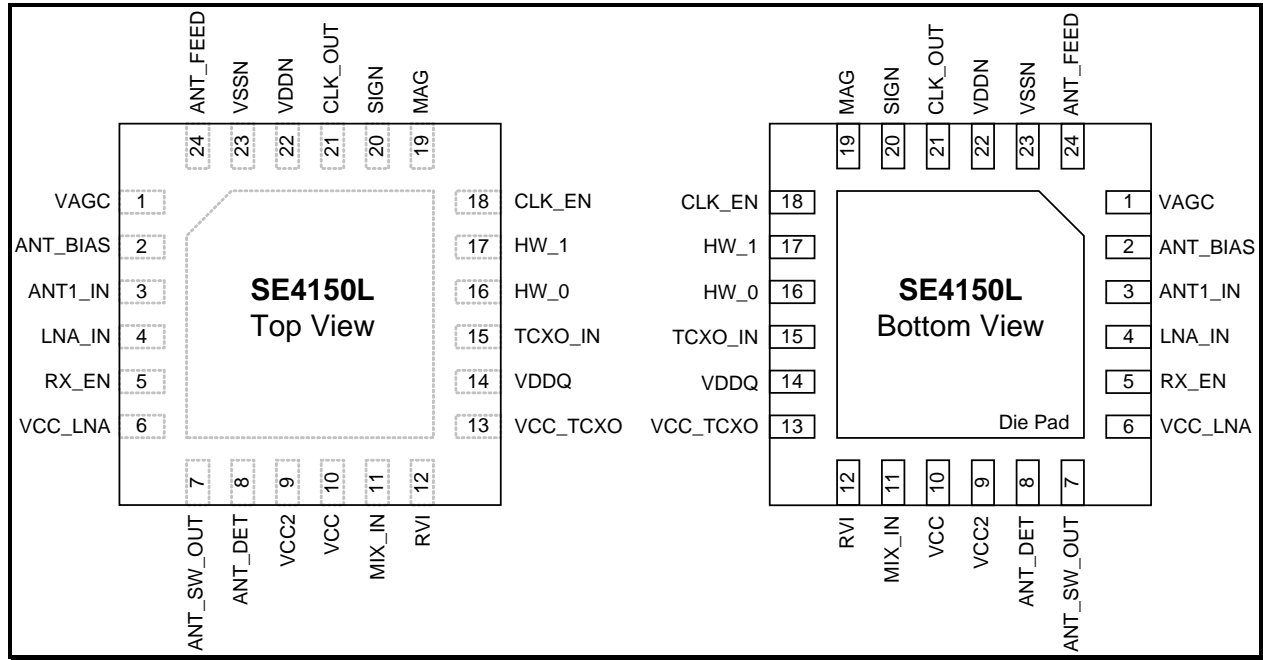 ANT_FEED
VSSN
VDDN
CLK_OUT
SIGN
MAG
24
23
22
21
20
19
VAGC 1
ANT_BIAS 2
ANT1_IN 3
LNA_IN 4
RX_EN 5
VCC_LNA 6
SE4150L
Top View
18 CLK_EN
17 HW_1
16 HW_0
15 TCXO_IN
14 VDDQ
13 VCC_TCXO
7
8
9
10
11
12
ANT_SW_OUT
ANT_DET
VCC2
VCC
MIX_IN
RVI
MAG
SIGN
CLK_OUT
VDDN
VSSN
ANT_FEED
19
20
21
22
23
24
CLK_EN 18
HW_1 17
HW_0 16
TCXO_IN 15
VDDQ 14
VCC_TCXO 13
SE4150L
Bottom View
Die Pad
1 VAGC
2 ANT_BIAS
3 ANT1_IN
4 LNA_IN
5 RX_EN
6 VCC_LNA
12
11
10
9
8
7
RVI
MIX_IN
VCC
VCC2
ANT_DET
ANT_SW_OUT